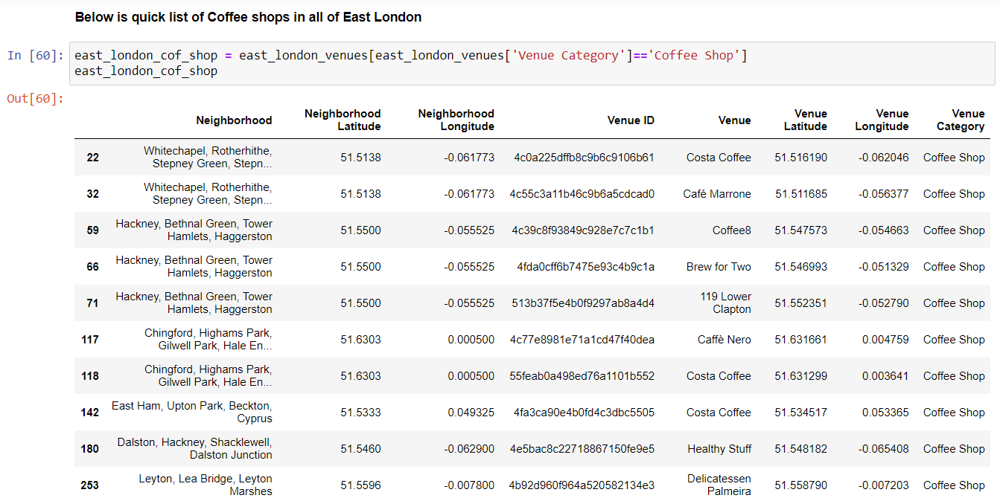 Below is quick list of Coffee shops in all of East London
In [60]: east_london_cof_shop = east_london_venues[east_london_venues['Venue Category']=='Coffee Shop']
east_london_cof_shop
Out[60]:
Neighborhood Neighborhood Latitude Neighborhood Longitude Venue ID Venue Venue Latitude Venue Longitude Venue Category
22 Whitechapel, Rotherhithe, Stepney Green, Stepn... 51.5138 -0.061773 4c0a225dffb8c9b6c9106b61 Costa Coffee 51.516190 -0.062046 Coffee Shop
32 Whitechapel, Rotherhithe, Stepney Green, Stepn... 51.5138 -0.061773 4c55c3a11b46c9b6a5cdcad0 Café Marrone 51.511685 -0.056377 Coffee Shop
59 Hackney, Bethnal Green, Tower Hamlets, Haggerston 51.5500 -0.055525 4c39c8f93849c928e7c7c1b1 Coffee8 51.547573 -0.054663 Coffee Shop
66 Hackney, Bethnal Green, Tower Hamlets, Haggerston 51.5500 -0.055525 4fda0cff6b7475e93c4b9c1a Brew for Two 51.546993 -0.051329 Coffee Shop
71 Hackney, Bethnal Green, Tower Hamlets, Haggerston 51.5500 -0.055525 513b37f5e4b0f9297ab8a4d4 119 Lower Clapton 51.552351 -0.052790 Coffee Shop
117 Chingford, Highams Park, Gilwell Park, Hale En... 51.6303 0.000500 4c77e8981e71a1cd47f40dea Caffè Nero 51.631661 0.004759 Coffee Shop
118 Chingford, Highams Park, Gilwell Park, Hale En... 51.6303 0.000500 55feab0a498ed76a1101b552 Costa Coffee 51.631299 0.003641 Coffee Shop
142 East Ham, Upton Park, Beckton, Cyprus 51.5333 0.049325 4fa3ca90e4b0fd4c3dbc5505 Costa Coffee 51.534517 0.053365 Coffee Shop
180 Dalston, Hackney, Shacklewell, Dalston Junction 51.5460 -0.062900 4e5bac8c22718867150fe9e5 Healthy Stuff 51.548182 -0.065408 Coffee Shop
253 Leyton, Lea Bridge, Leyton Marshes 51.5596 -0.007800 4b92d960f964a520582134e3 Delicatessen Palmeira 51.558790 -0.007203 Coffee Shop